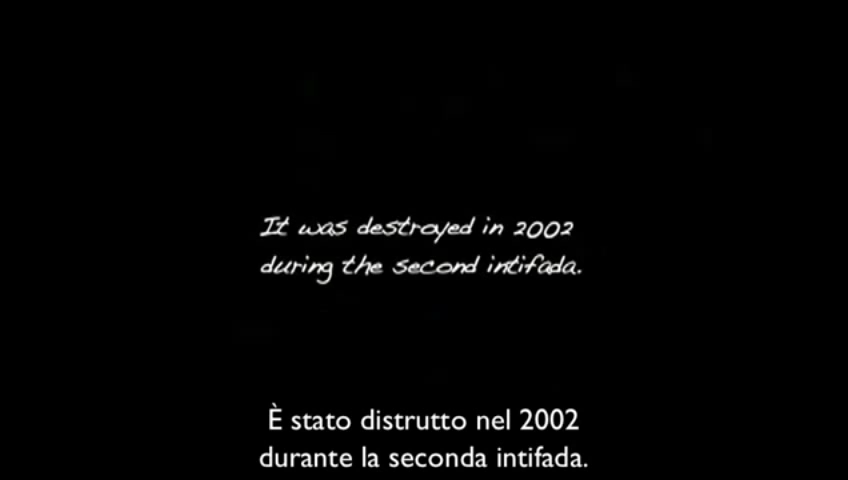 It was destroyed in 2002
during the second intifada.
È stato distrutto nel 2002
durante la seconda intifada.